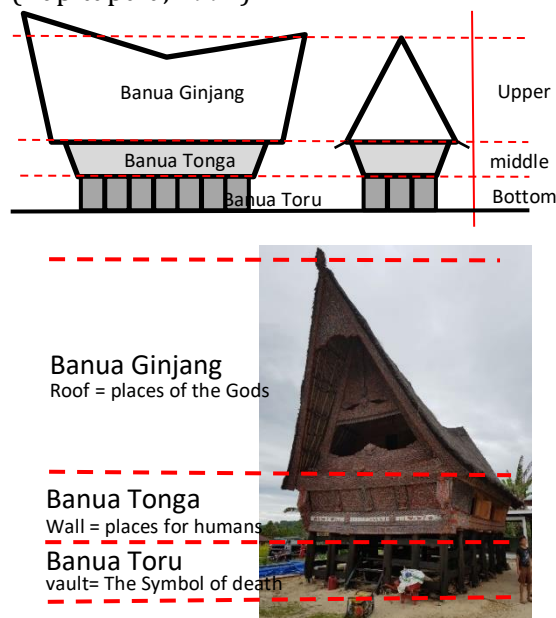 Banua Ginjang
Upper
Banua Tonga
middle
Banua Toru
Bottom
Banua Ginjang
Roof = places of the Gods
Banua Tonga
Wall = places for humans
Banua Toru
vault= The Symbol of death